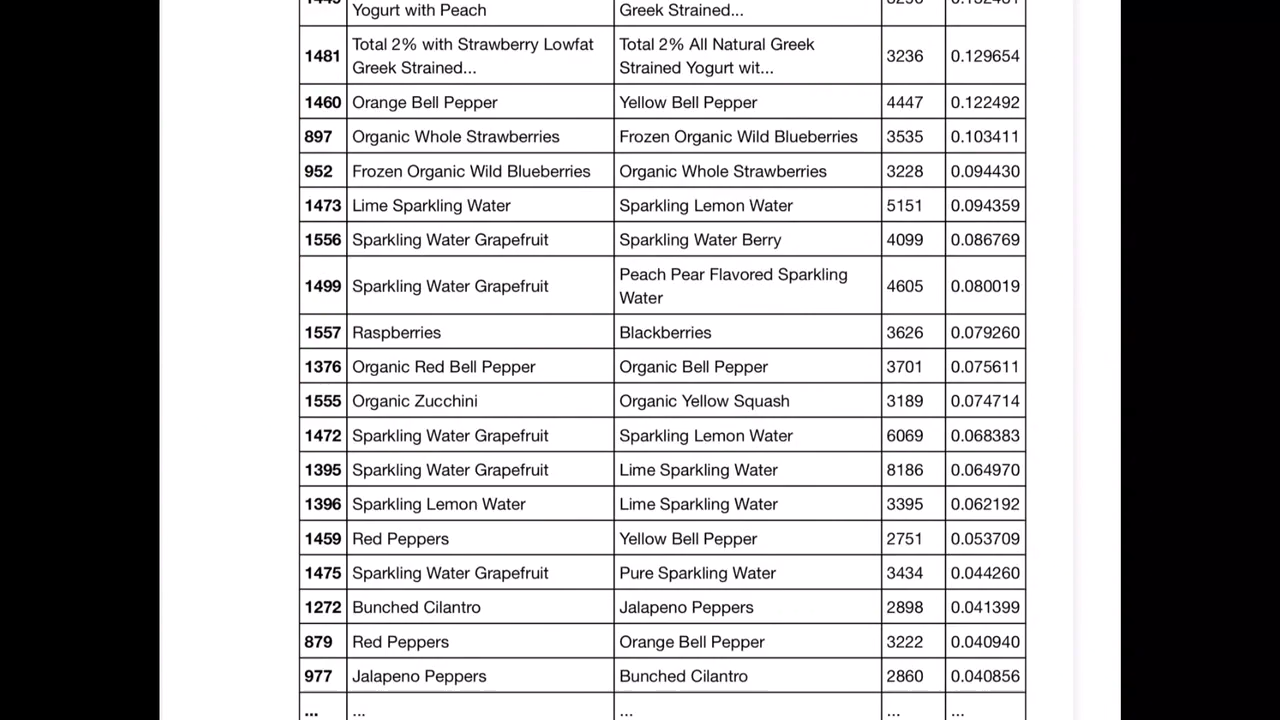 Yogurt with Peach Greek Strained...
1481 Total 2% with Strawberry Lowfat Greek Strained... Total 2% All Natural Greek Strained Yogurt wit... 3236 0.129654
1460 Orange Bell Pepper Yellow Bell Pepper 4447 0.122492
897 Organic Whole Strawberries Frozen Organic Wild Blueberries 3535 0.103411
952 Frozen Organic Wild Blueberries Organic Whole Strawberries 3228 0.094430
1473 Lime Sparkling Water Sparkling Lemon Water 5151 0.094359
1556 Sparkling Water Grapefruit Sparkling Water Berry 4099 0.086769
1499 Sparkling Water Grapefruit Peach Pear Flavored Sparkling Water 4605 0.080019
1557 Raspberries Blackberries 3626 0.079260
1376 Organic Red Bell Pepper Organic Bell Pepper 3701 0.075611
1555 Organic Zucchini Organic Yellow Squash 3189 0.074714
1472 Sparkling Water Grapefruit Sparkling Lemon Water 6069 0.068383
1395 Sparkling Water Grapefruit Lime Sparkling Water 8186 0.064970
1396 Sparkling Lemon Water Lime Sparkling Water 3395 0.062192
1459 Red Peppers Yellow Bell Pepper 2751 0.053709
1475 Sparkling Water Grapefruit Pure Sparkling Water 3434 0.044260
1272 Bunched Cilantro Jalapeno Peppers 2898 0.041399
879 Red Peppers Orange Bell Pepper 3222 0.040940
977 Jalapeno Peppers Bunched Cilantro 2860 0.040856
... ... ... ... ...